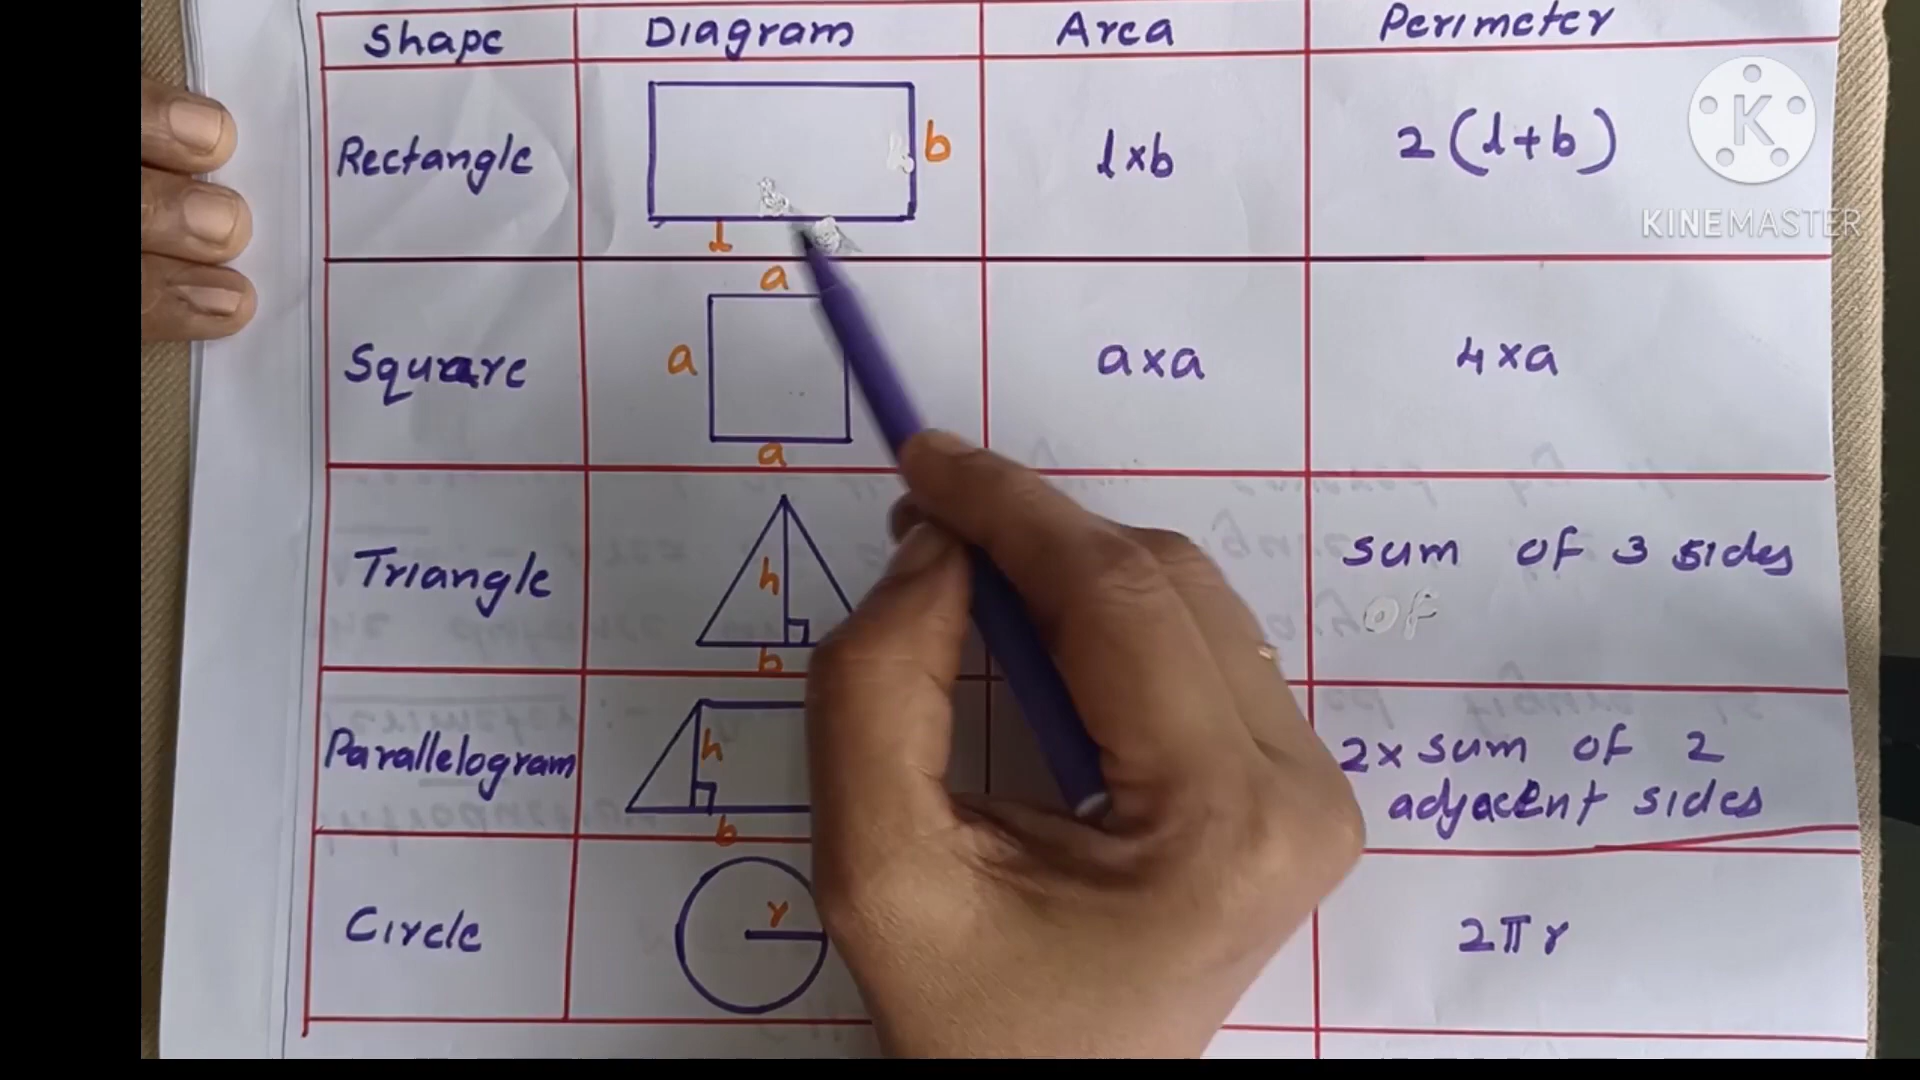 Shape Diagram Area Perimeter
Rectangle b l×b 2(l+b)
l
K
KINEMASTER
a
Square a a×a 4×a
a
Triangle h sum of 3 sides
of
b
Parallelogram h 2× sum of 2
adjacent sides
b
Circle r 2πr